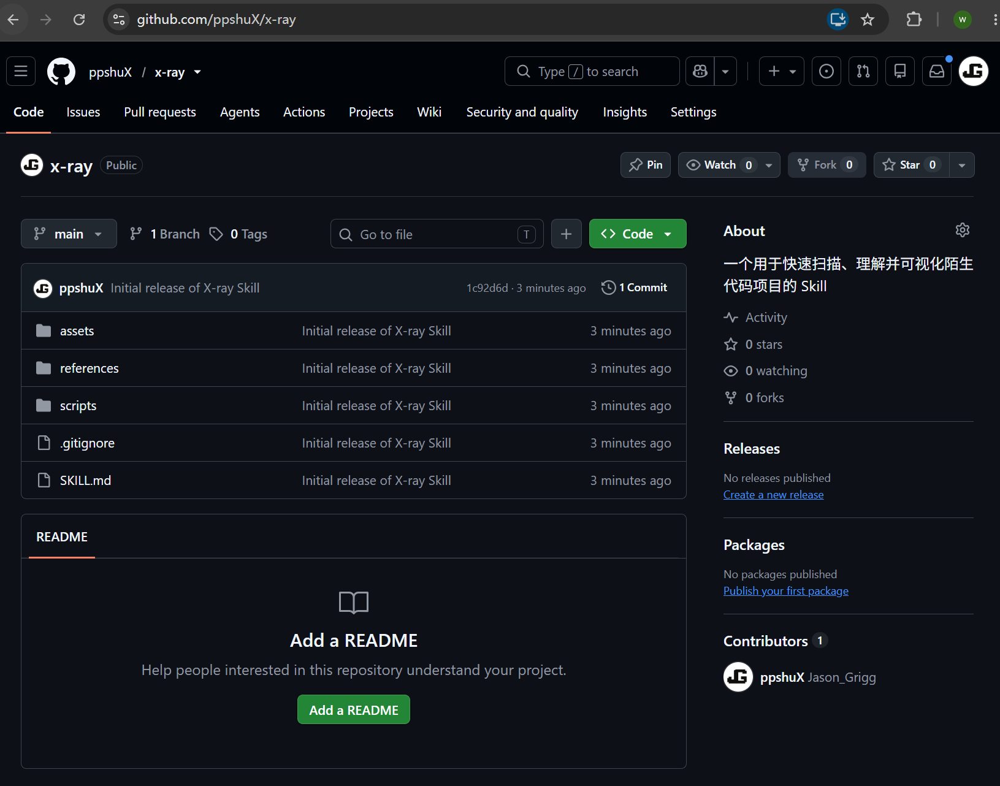 github.com/ppshuX/x-ray
W
ppshuX / x-ray
Type / to search
Code Issues Pull requests Agents Actions Projects Wiki Security and quality Insights Settings
x-ray Public
Pin Watch 0 Fork 0 Star 0
main 1 Branch 0 Tags Go to file T Code
ppshuX Initial release of X-ray Skill 1c92d6d · 3 minutes ago 1 Commit
assets Initial release of X-ray Skill 3 minutes ago
references Initial release of X-ray Skill 3 minutes ago
scripts Initial release of X-ray Skill 3 minutes ago
.gitignore Initial release of X-ray Skill 3 minutes ago
SKILL.md Initial release of X-ray Skill 3 minutes ago
README
Add a README
Help people interested in this repository understand your project.
Add a README
About
一个用于快速扫描、理解并可视化陌生
代码项目的 Skill
Activity
0 stars
0 watching
0 forks
Releases
No releases published
Create a new release
Packages
No packages published
Publish your first package
Contributors 1
ppshuX Jason_Grigg